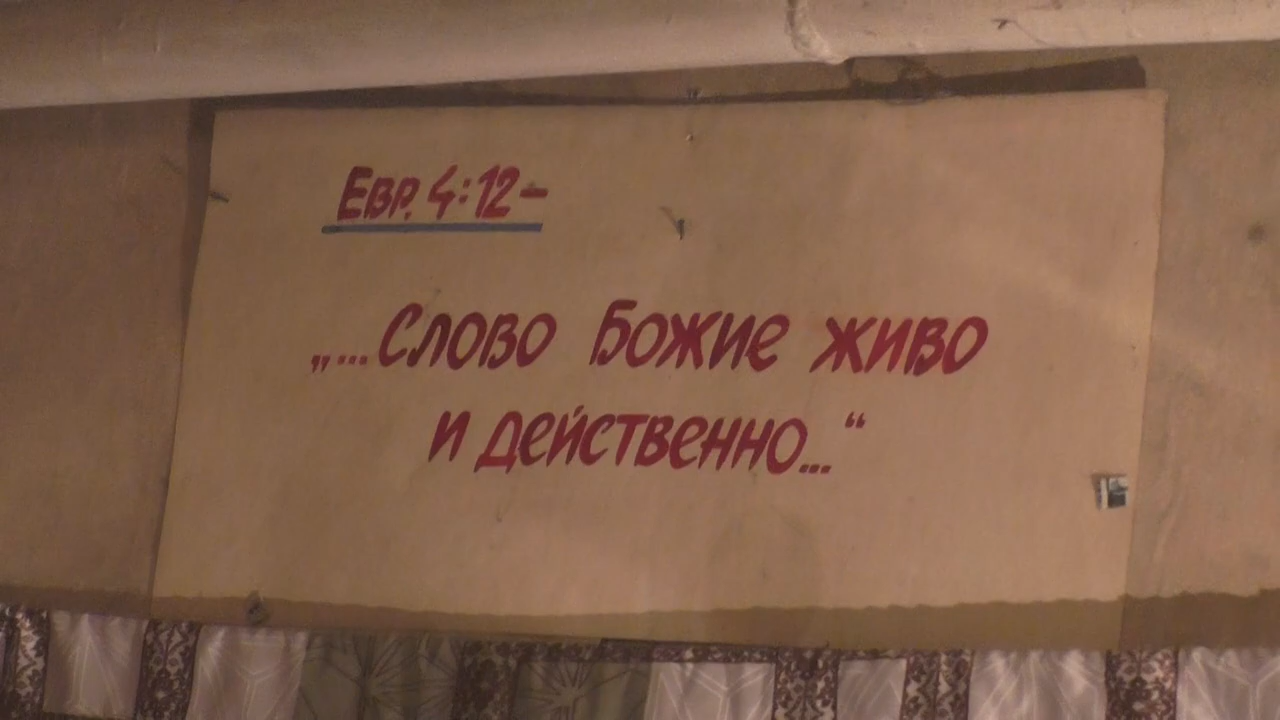 Евр. 4:12–
„...Слово Божие живо
и действенно...“